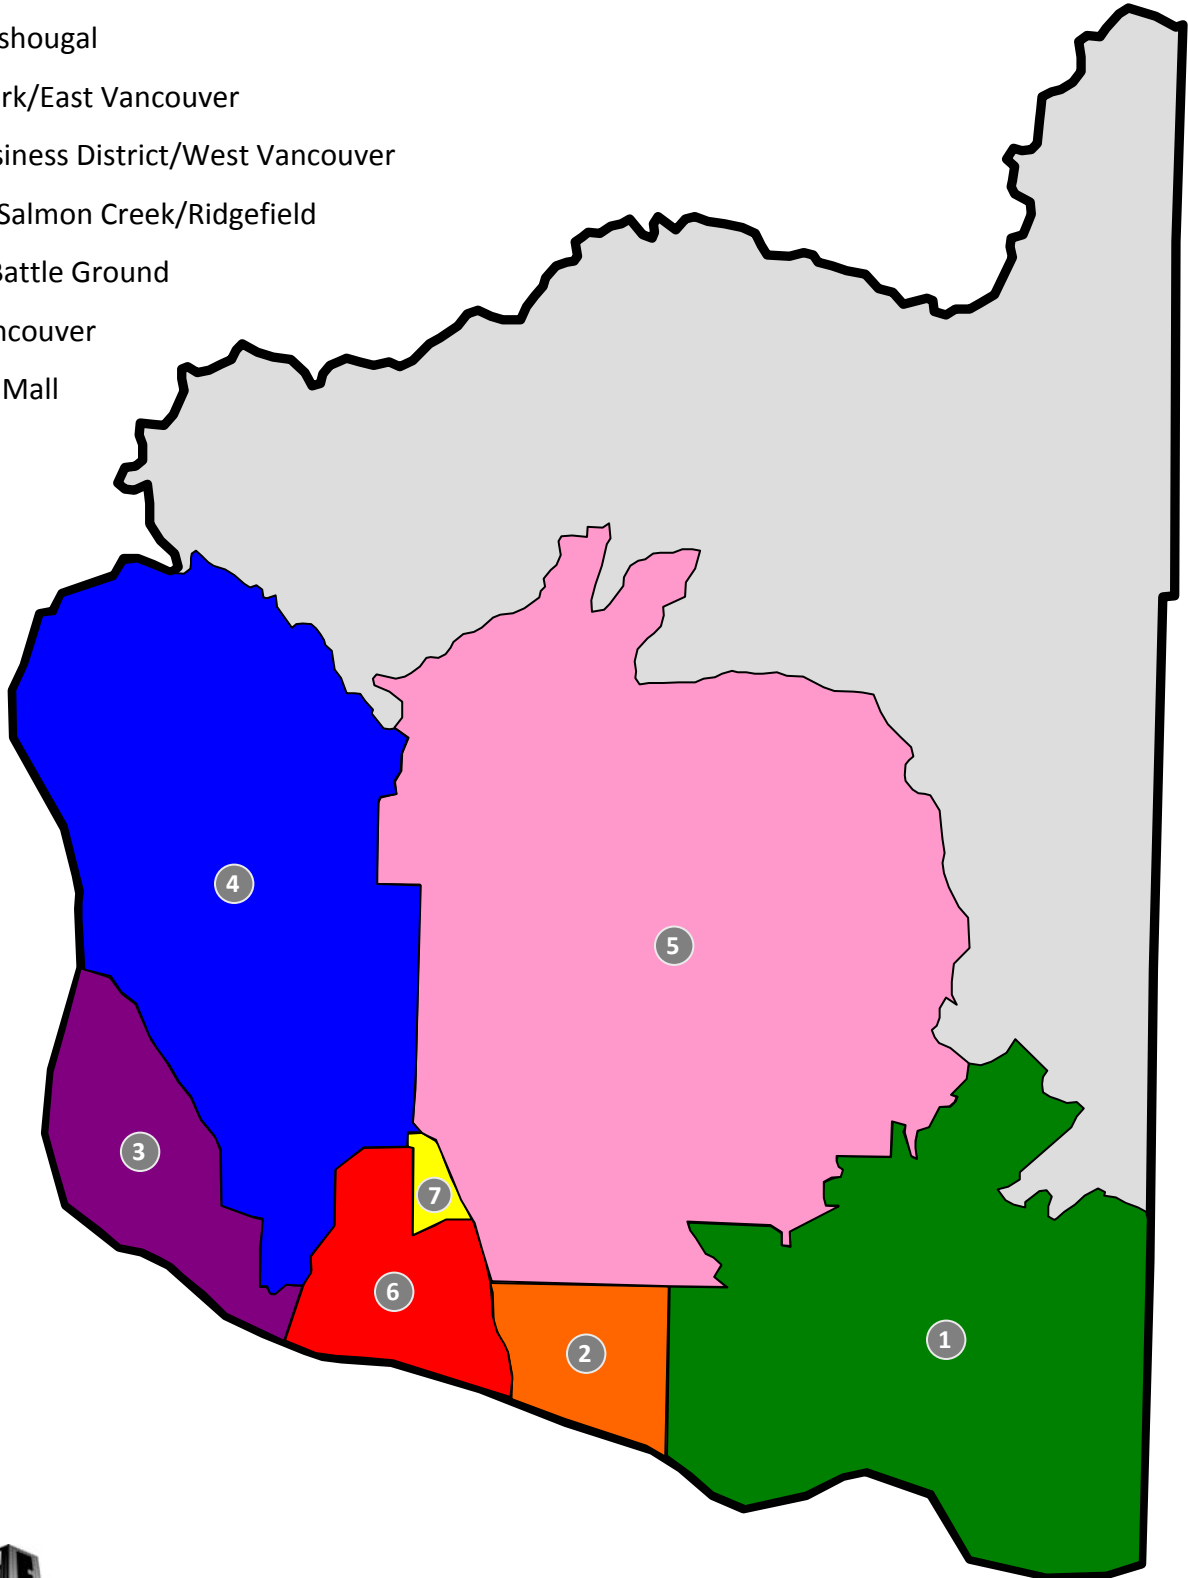 shougal
rk/East Vancouver
siness District/West Vancouver
Salmon Creek/Ridgefield
Battle Ground
ncouver
Mall
4
5
3
7
6
2
1